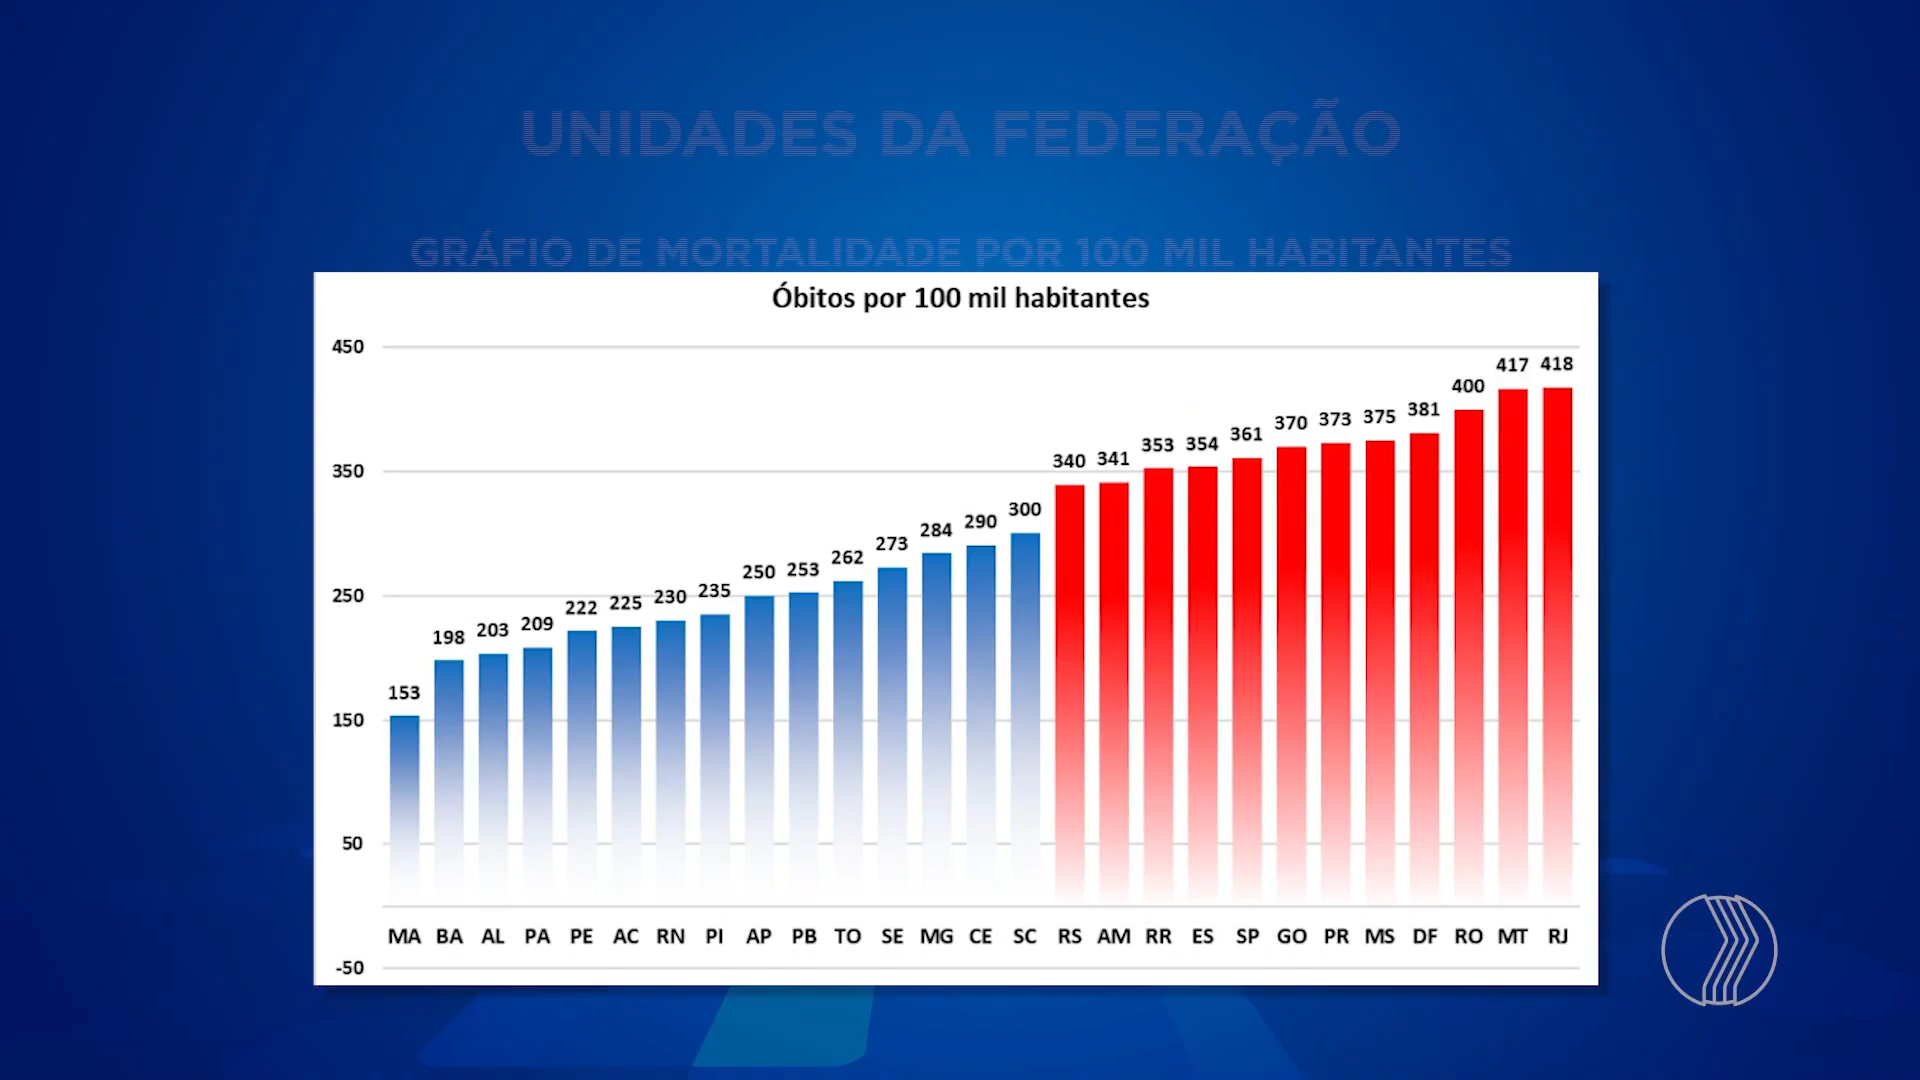 UNIDADES DA FEDERAÇÃO
GRÁFIO DE MORTALIDADE POR 100 MIL HABITANTES
Óbitos por 100 mil habitantes
450
350
250
150
50
-50
153 198 203 209 222 225 230 235 250 253 262 273 284 290 300 340 341 353 354 361 370 373 375 381 400 417 418
MA BA AL PA PE AC RN PI AP PB TO SE MG CE SC RS AM RR ES SP GO PR MS DF RO MT RJ